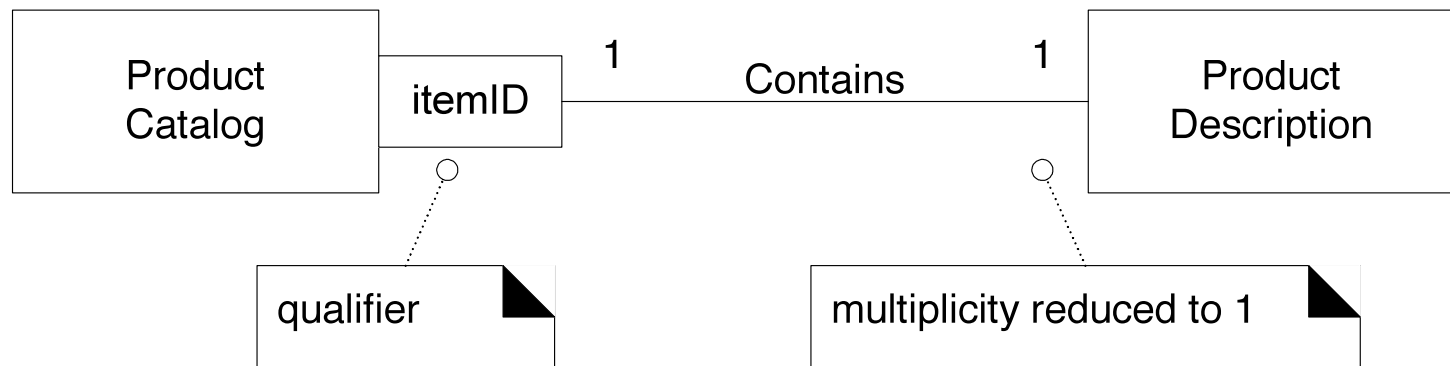 Product
Catalog
itemID
1
Contains
1
Product
Description
qualifier
multiplicity reduced to 1